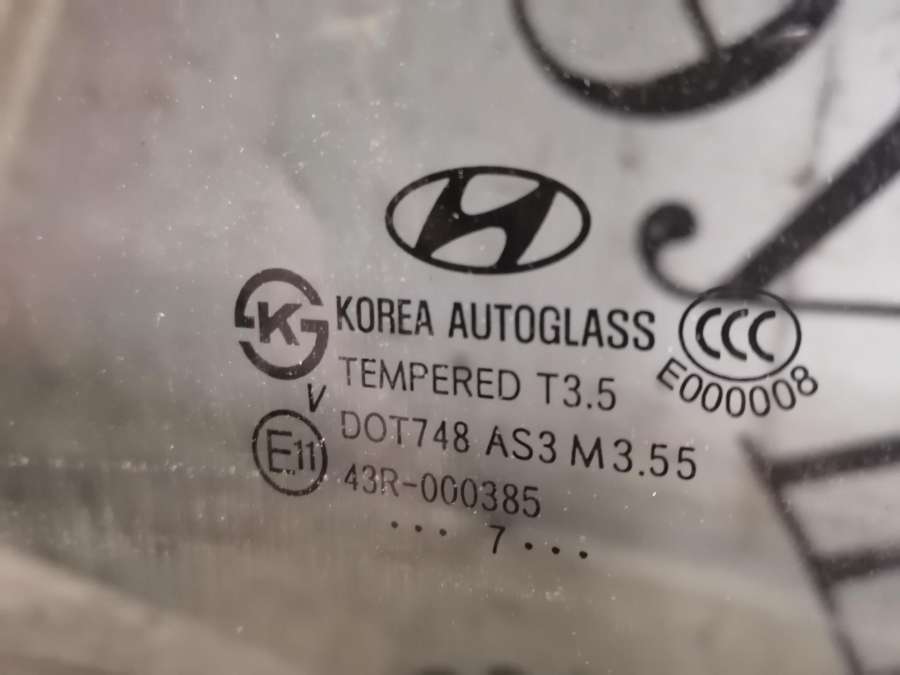 KOREA AUTOGLASS
CCC
E000008
K
TEMPERED T3.5
V
DOT748 AS3 M3.55
E11
43R-000385
••• 7•••